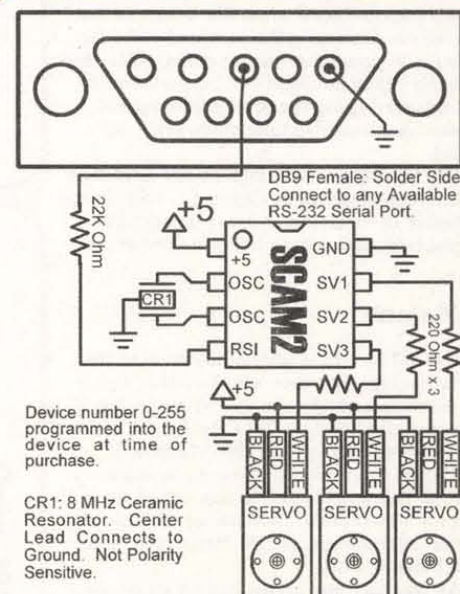 DB9 Female: Solder Side
Connect to any Available
RS-232 Serial Port.
22K Ohm
+5
+5
OSC
OSC
RSI
SCAM2
GND
SV1
SV2
SV3
CR1
220 Ohm x 3
+5
Device number 0-255
programmed into the
device at time of
purchase.
CR1: 8 MHz Ceramic
Resonator. Center
Lead Connects to
Ground. Not Polarity
Sensitive.
BLACK
RED
WHITE
BLACK
RED
WHITE
BLACK
RED
WHITE
SERVO
SERVO
SERVO